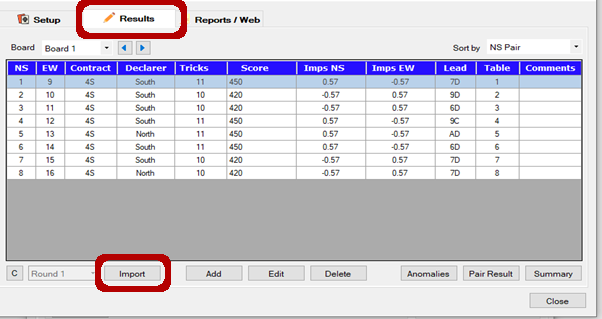 Setup Results Reports / Web
Board Board 1 Sort by NS Pair
NS EW Contract Declarer Tricks Score Imps NS Imps EW Lead Table Comments
1 9 4S South 11 450 0.57 -0.57 7D 1
2 10 4S South 10 420 -0.57 0.57 9D 2
3 11 4S South 10 420 -0.57 0.57 6D 3
4 12 4S South 11 450 0.57 -0.57 9C 4
5 13 4S North 11 450 0.57 -0.57 AD 5
6 14 4S South 11 450 0.57 -0.57 6D 6
7 15 4S South 10 420 -0.57 0.57 7D 7
8 16 4S North 10 420 -0.57 0.57 7D 8
C Round 1 Import Add Edit Delete Anomalies Pair Result Summary
Close